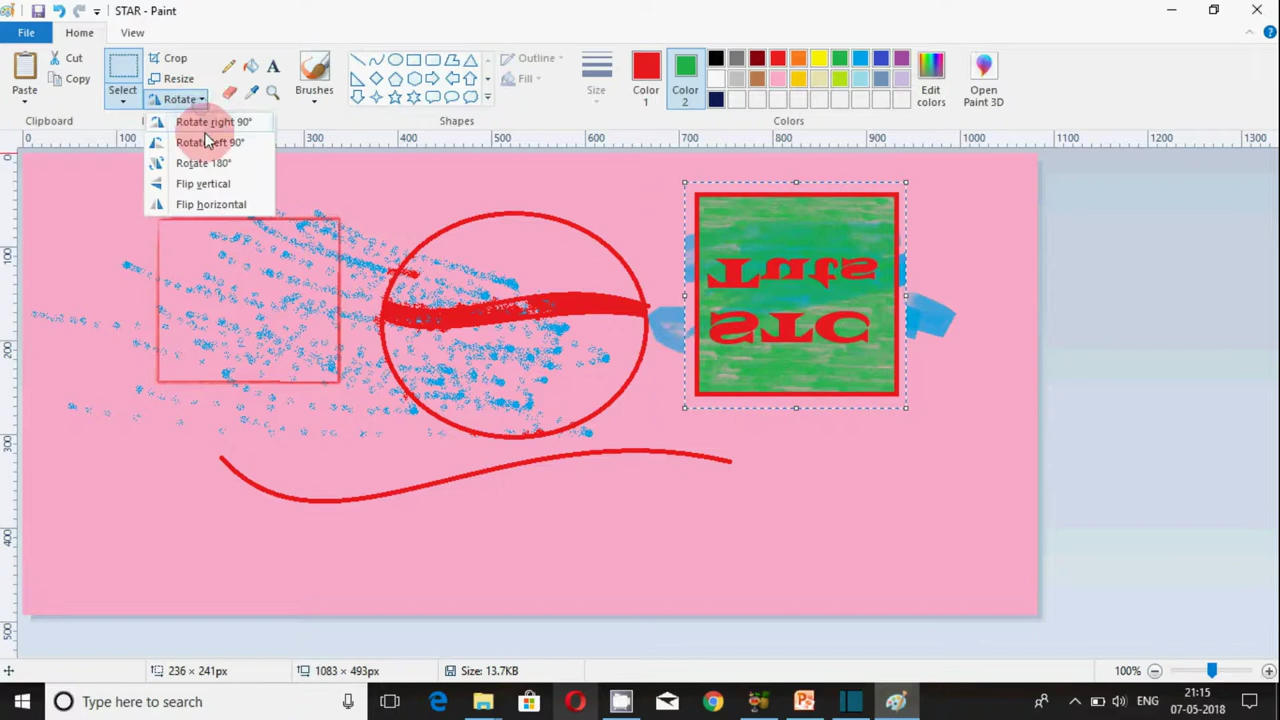 STAR - Paint
File
Home
View
Paste
Cut
Copy
Clipboard
Select
Crop
Resize
Rotate
Rotate right 90°
Rotate left 90°
Rotate 180°
Flip vertical
Flip horizontal
Brushes
Outline
Fill
Shapes
Size
Color 1
Color 2
Edit colors
Open Paint 3D
Colors
0 100 300 400 500 600 700 800 900 1000 1100 1200 1300
0
100
200
300
400
500
Tuts
STC
236 × 241px
1083 × 493px
Size: 13.7KB
100%
Type here to search
ENG
21:15
07-05-2018